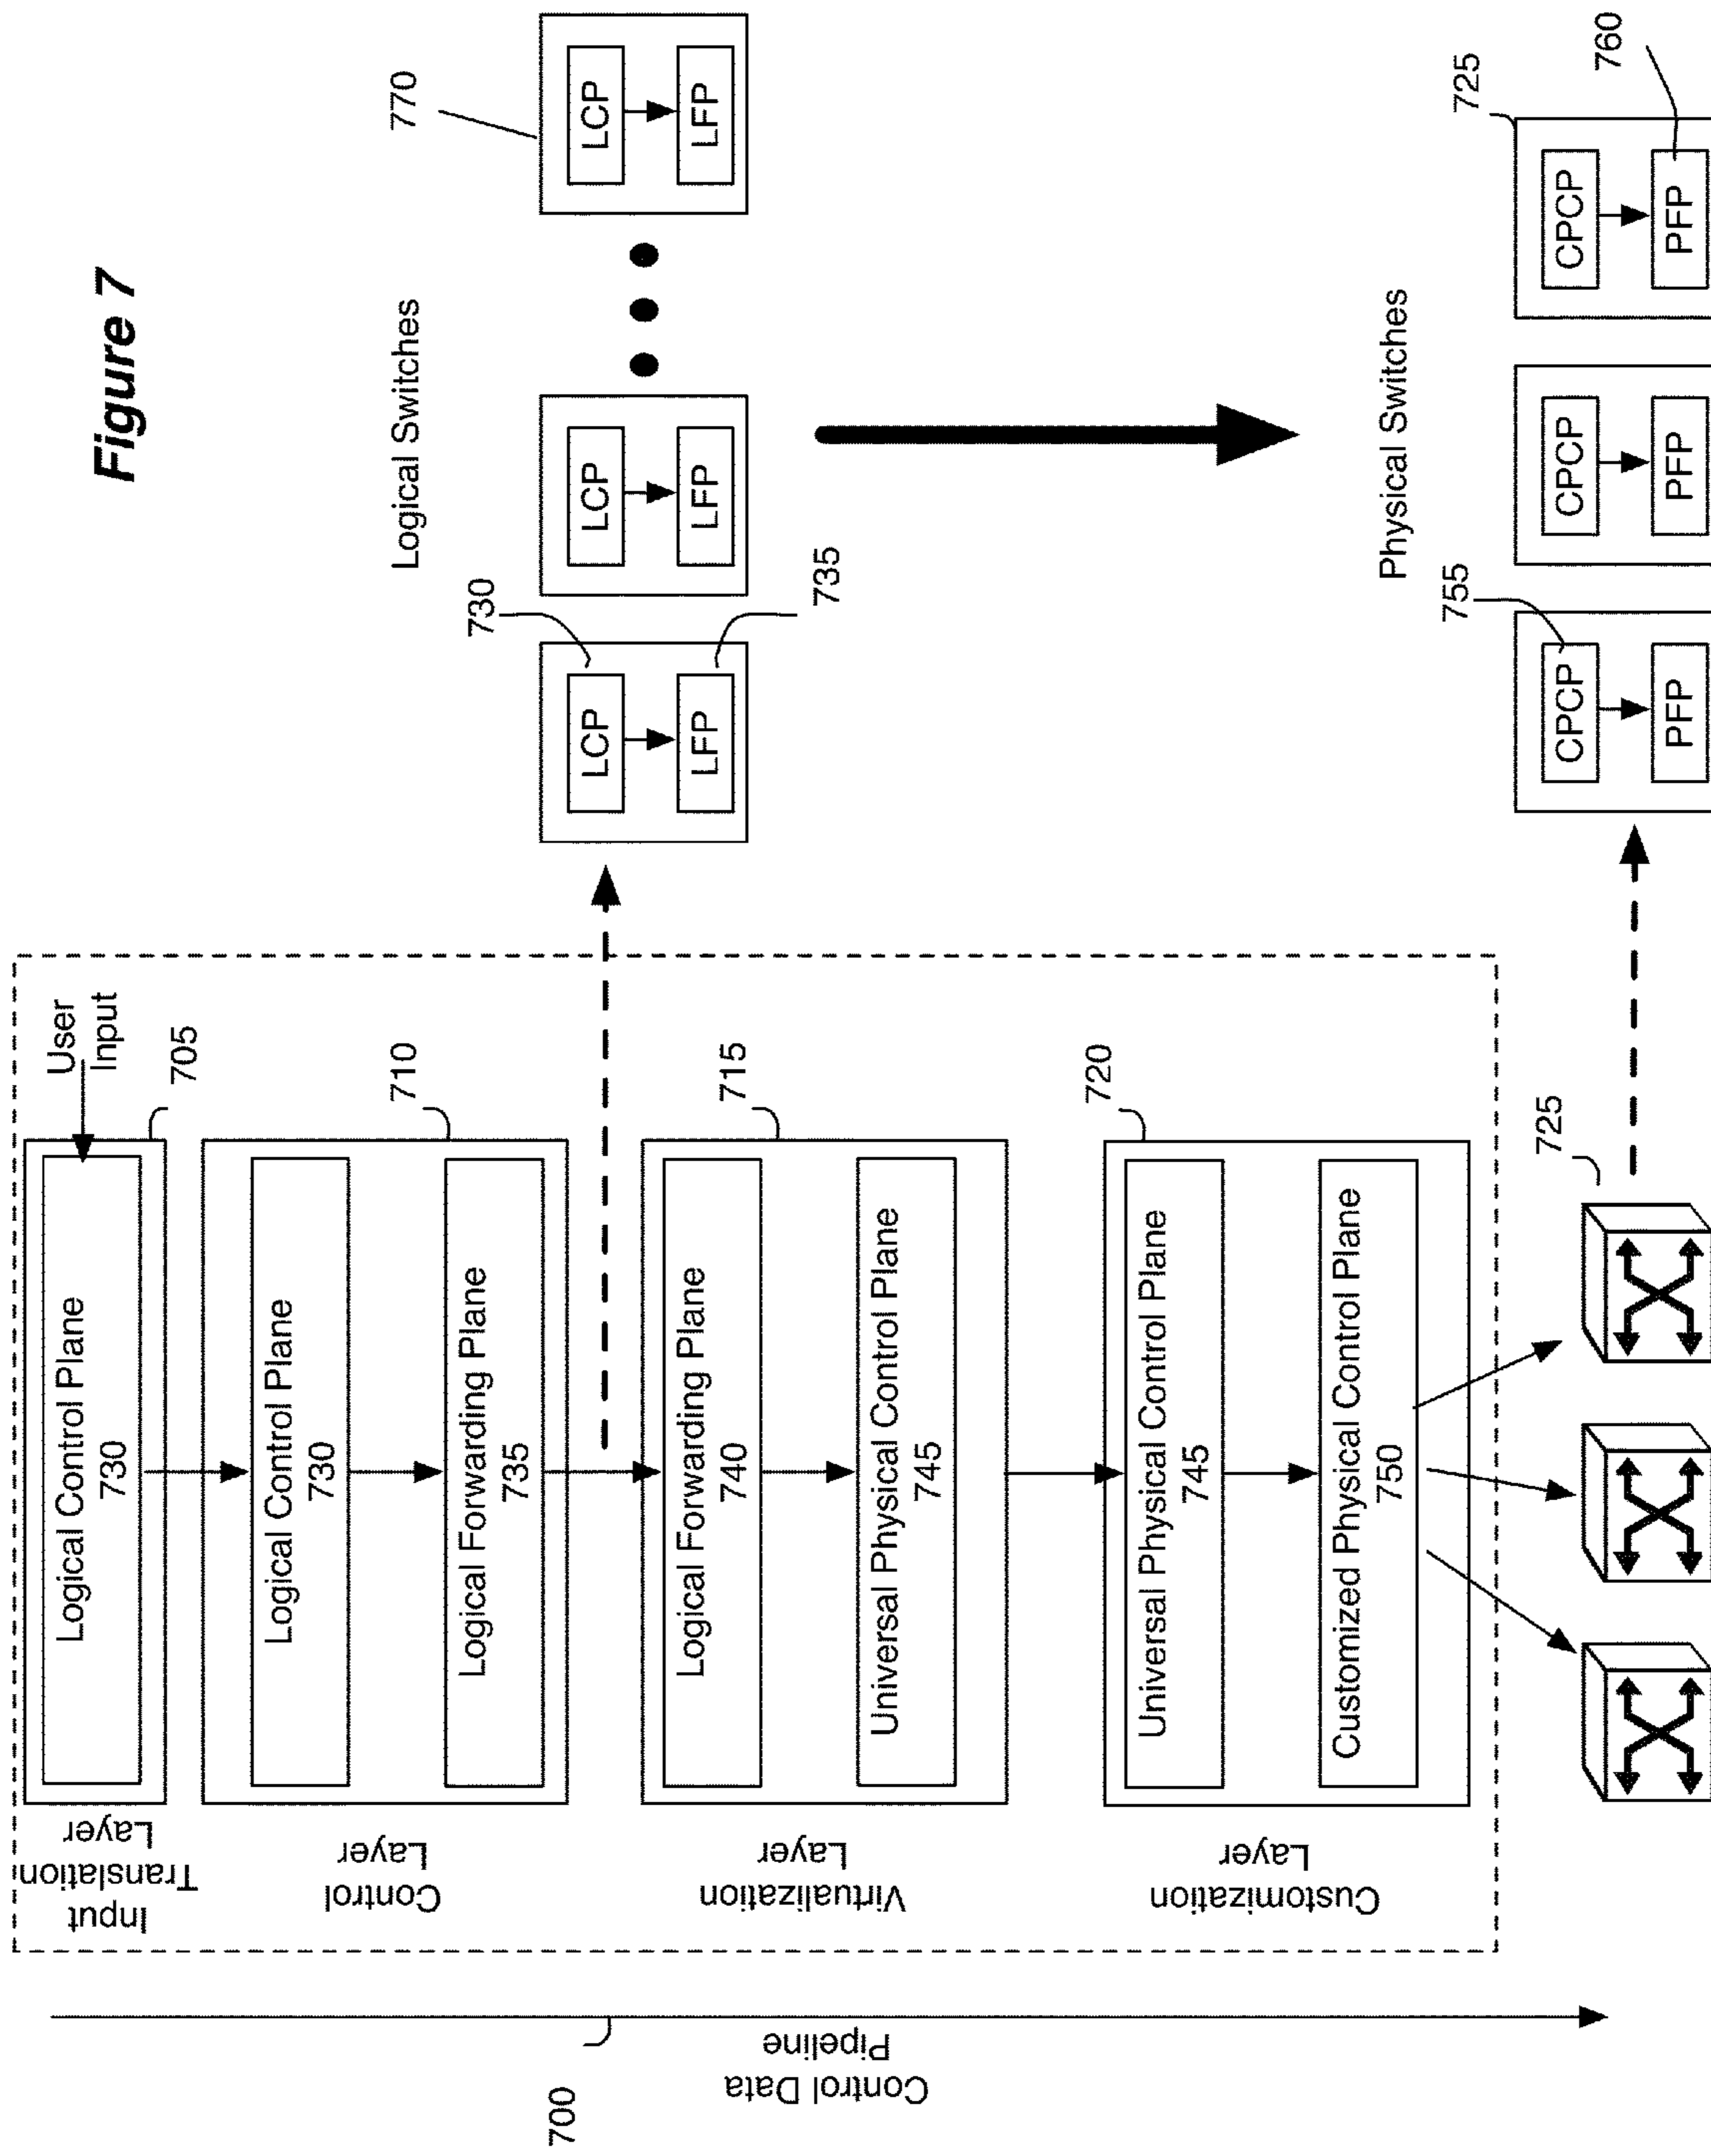 Figure 7
700
Control Data
Pipeline
Input
Translation
Layer
Logical Control Plane
730
User
Input
705
Control
Layer
Logical Control Plane
730
Logical Forwarding Plane
735
710
Virtualization
Layer
Logical Forwarding Plane
740
Universal Physical Control Plane
745
715
Customization
Layer
Universal Physical Control Plane
745
Customized Physical Control Plane
750
720
725
Logical Switches
730
735
LCP
LFP
LCP
LFP
770
LCP
LFP
Physical Switches
755
CPCP
PFP
CPCP
PFP
725
CPCP
PFP
760